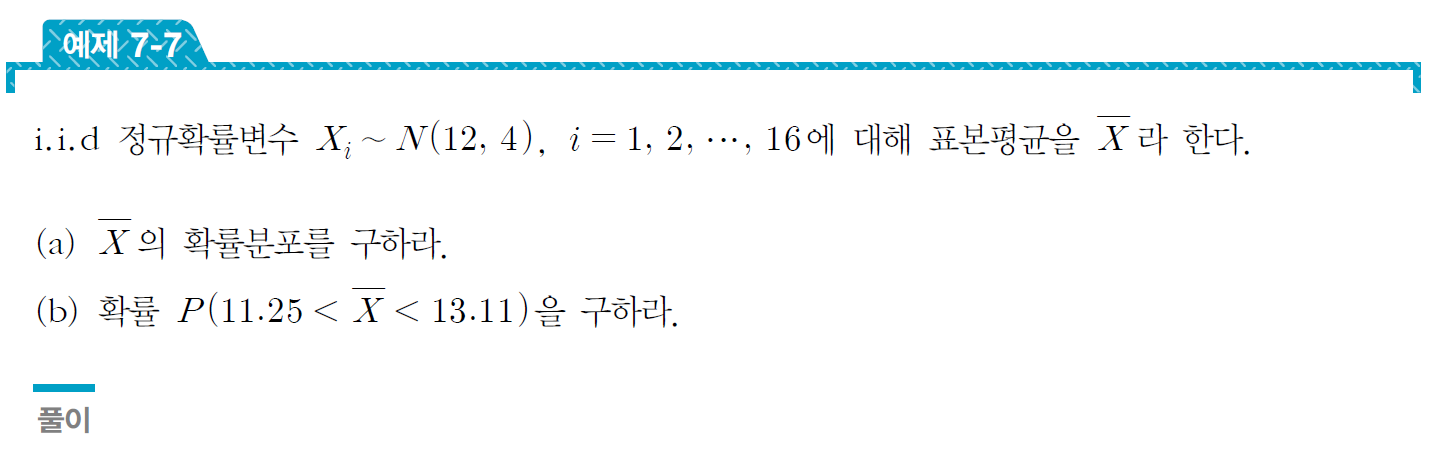 예제 7-7
i.i.d 정규확률변수 Xᵢ ~ N(12, 4), i = 1, 2, ⋯, 16에 대해 표본평균을 X̅라 한다.
(a) X̅의 확률분포를 구하라.
(b) 확률 P(11.25 < X̅ < 13.11)을 구하라.
풀이